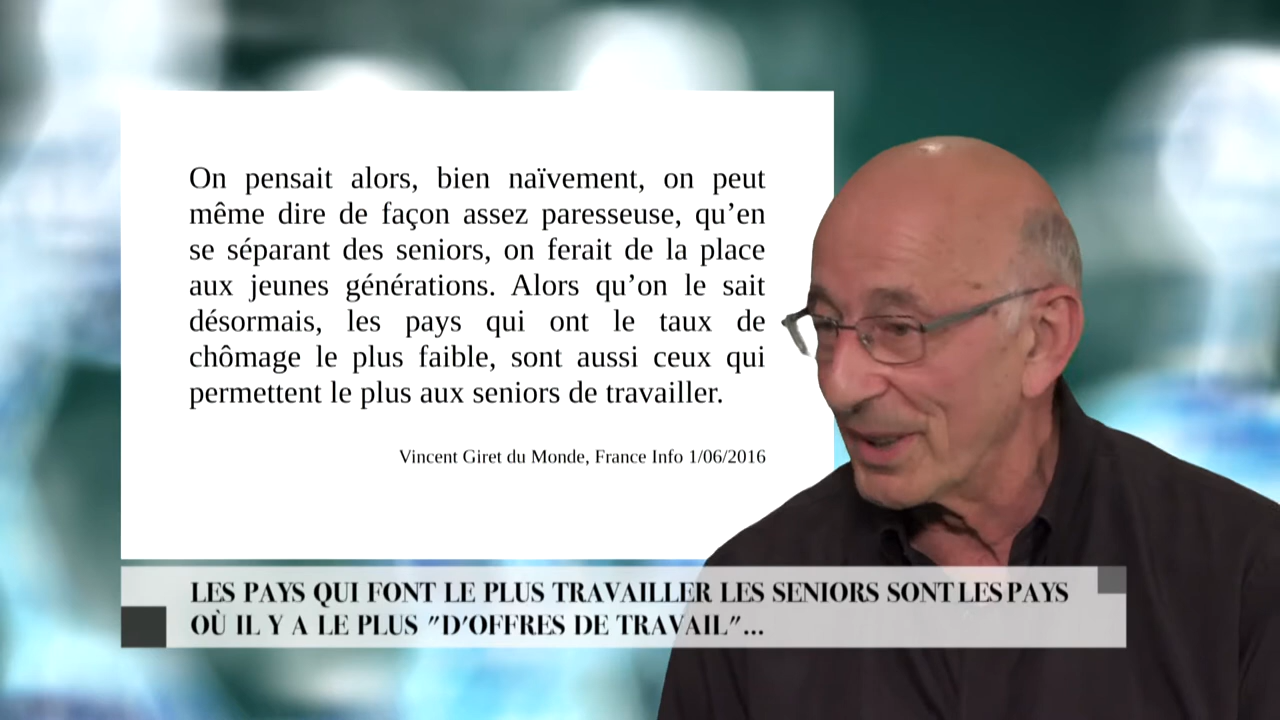 On pensait alors, bien naïvement, on peut
même dire de façon assez paresseuse, qu’en
se séparant des seniors, on ferait de la place
aux jeunes générations. Alors qu’on le sait
désormais, les pays qui ont le taux de
chômage le plus faible, sont aussi ceux qui
permettent le plus aux seniors de travailler.
Vincent Giret du Monde, France Info 1/06/2016
LES PAYS QUI FONT LE PLUS TRAVAILLER LES SENIORS SONT LES PAYS
OÙ IL Y A LE PLUS "D'OFFRES DE TRAVAIL"...